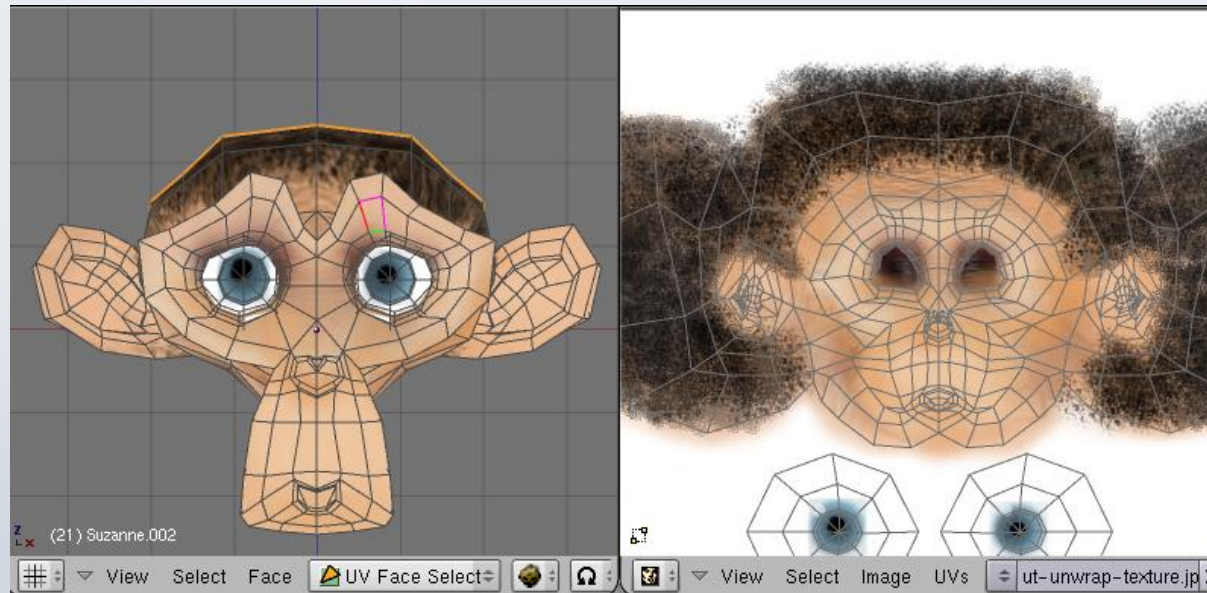 z
x
(21) Suzanne.002
View Select Face UV Face Select
View Select Image UVs ut-unwrap-texture.jp